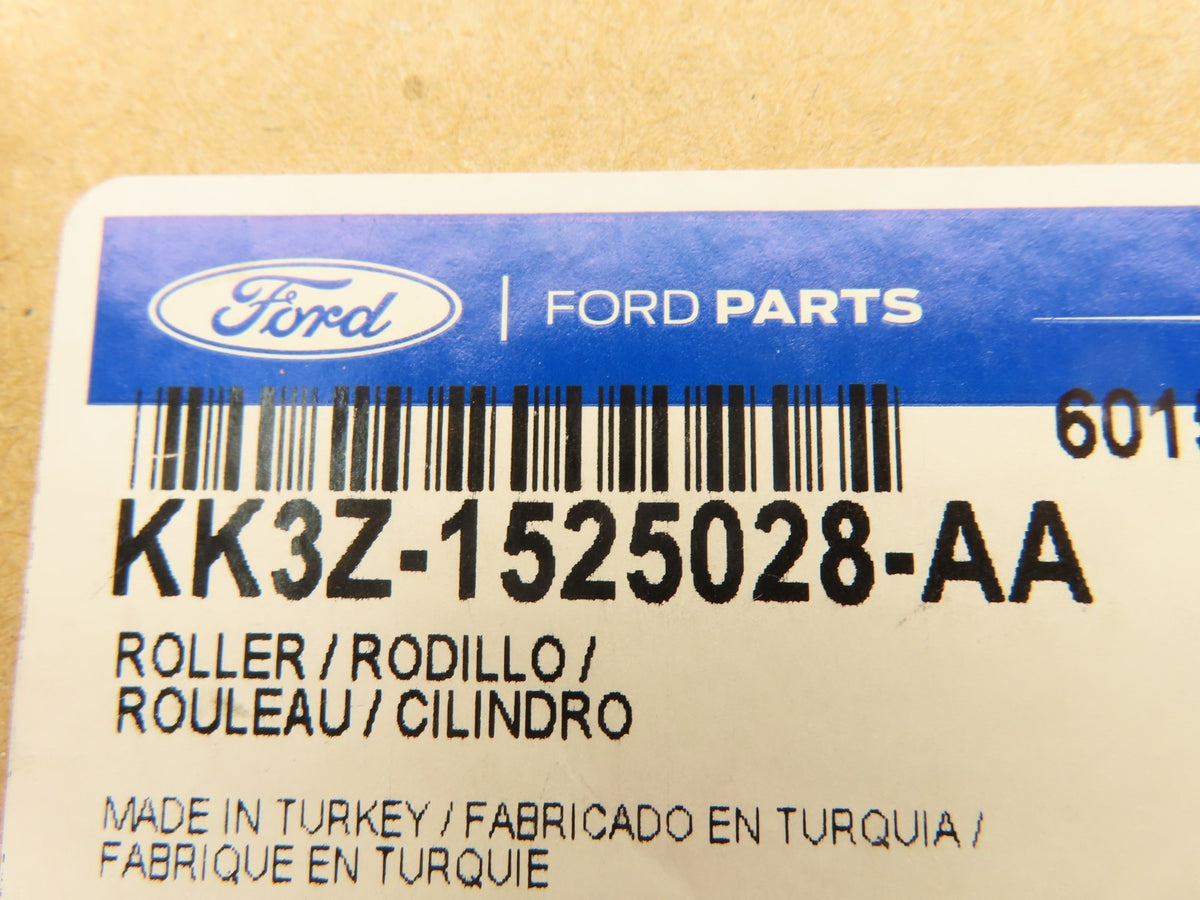 Ford | FORD PARTS
6015
KK3Z-1525028-AA
ROLLER / RODILLO /
ROULEAU / CILINDRO
MADE IN TURKEY / FABRICADO EN TURQUIA /
FABRIQUE EN TURQUIE